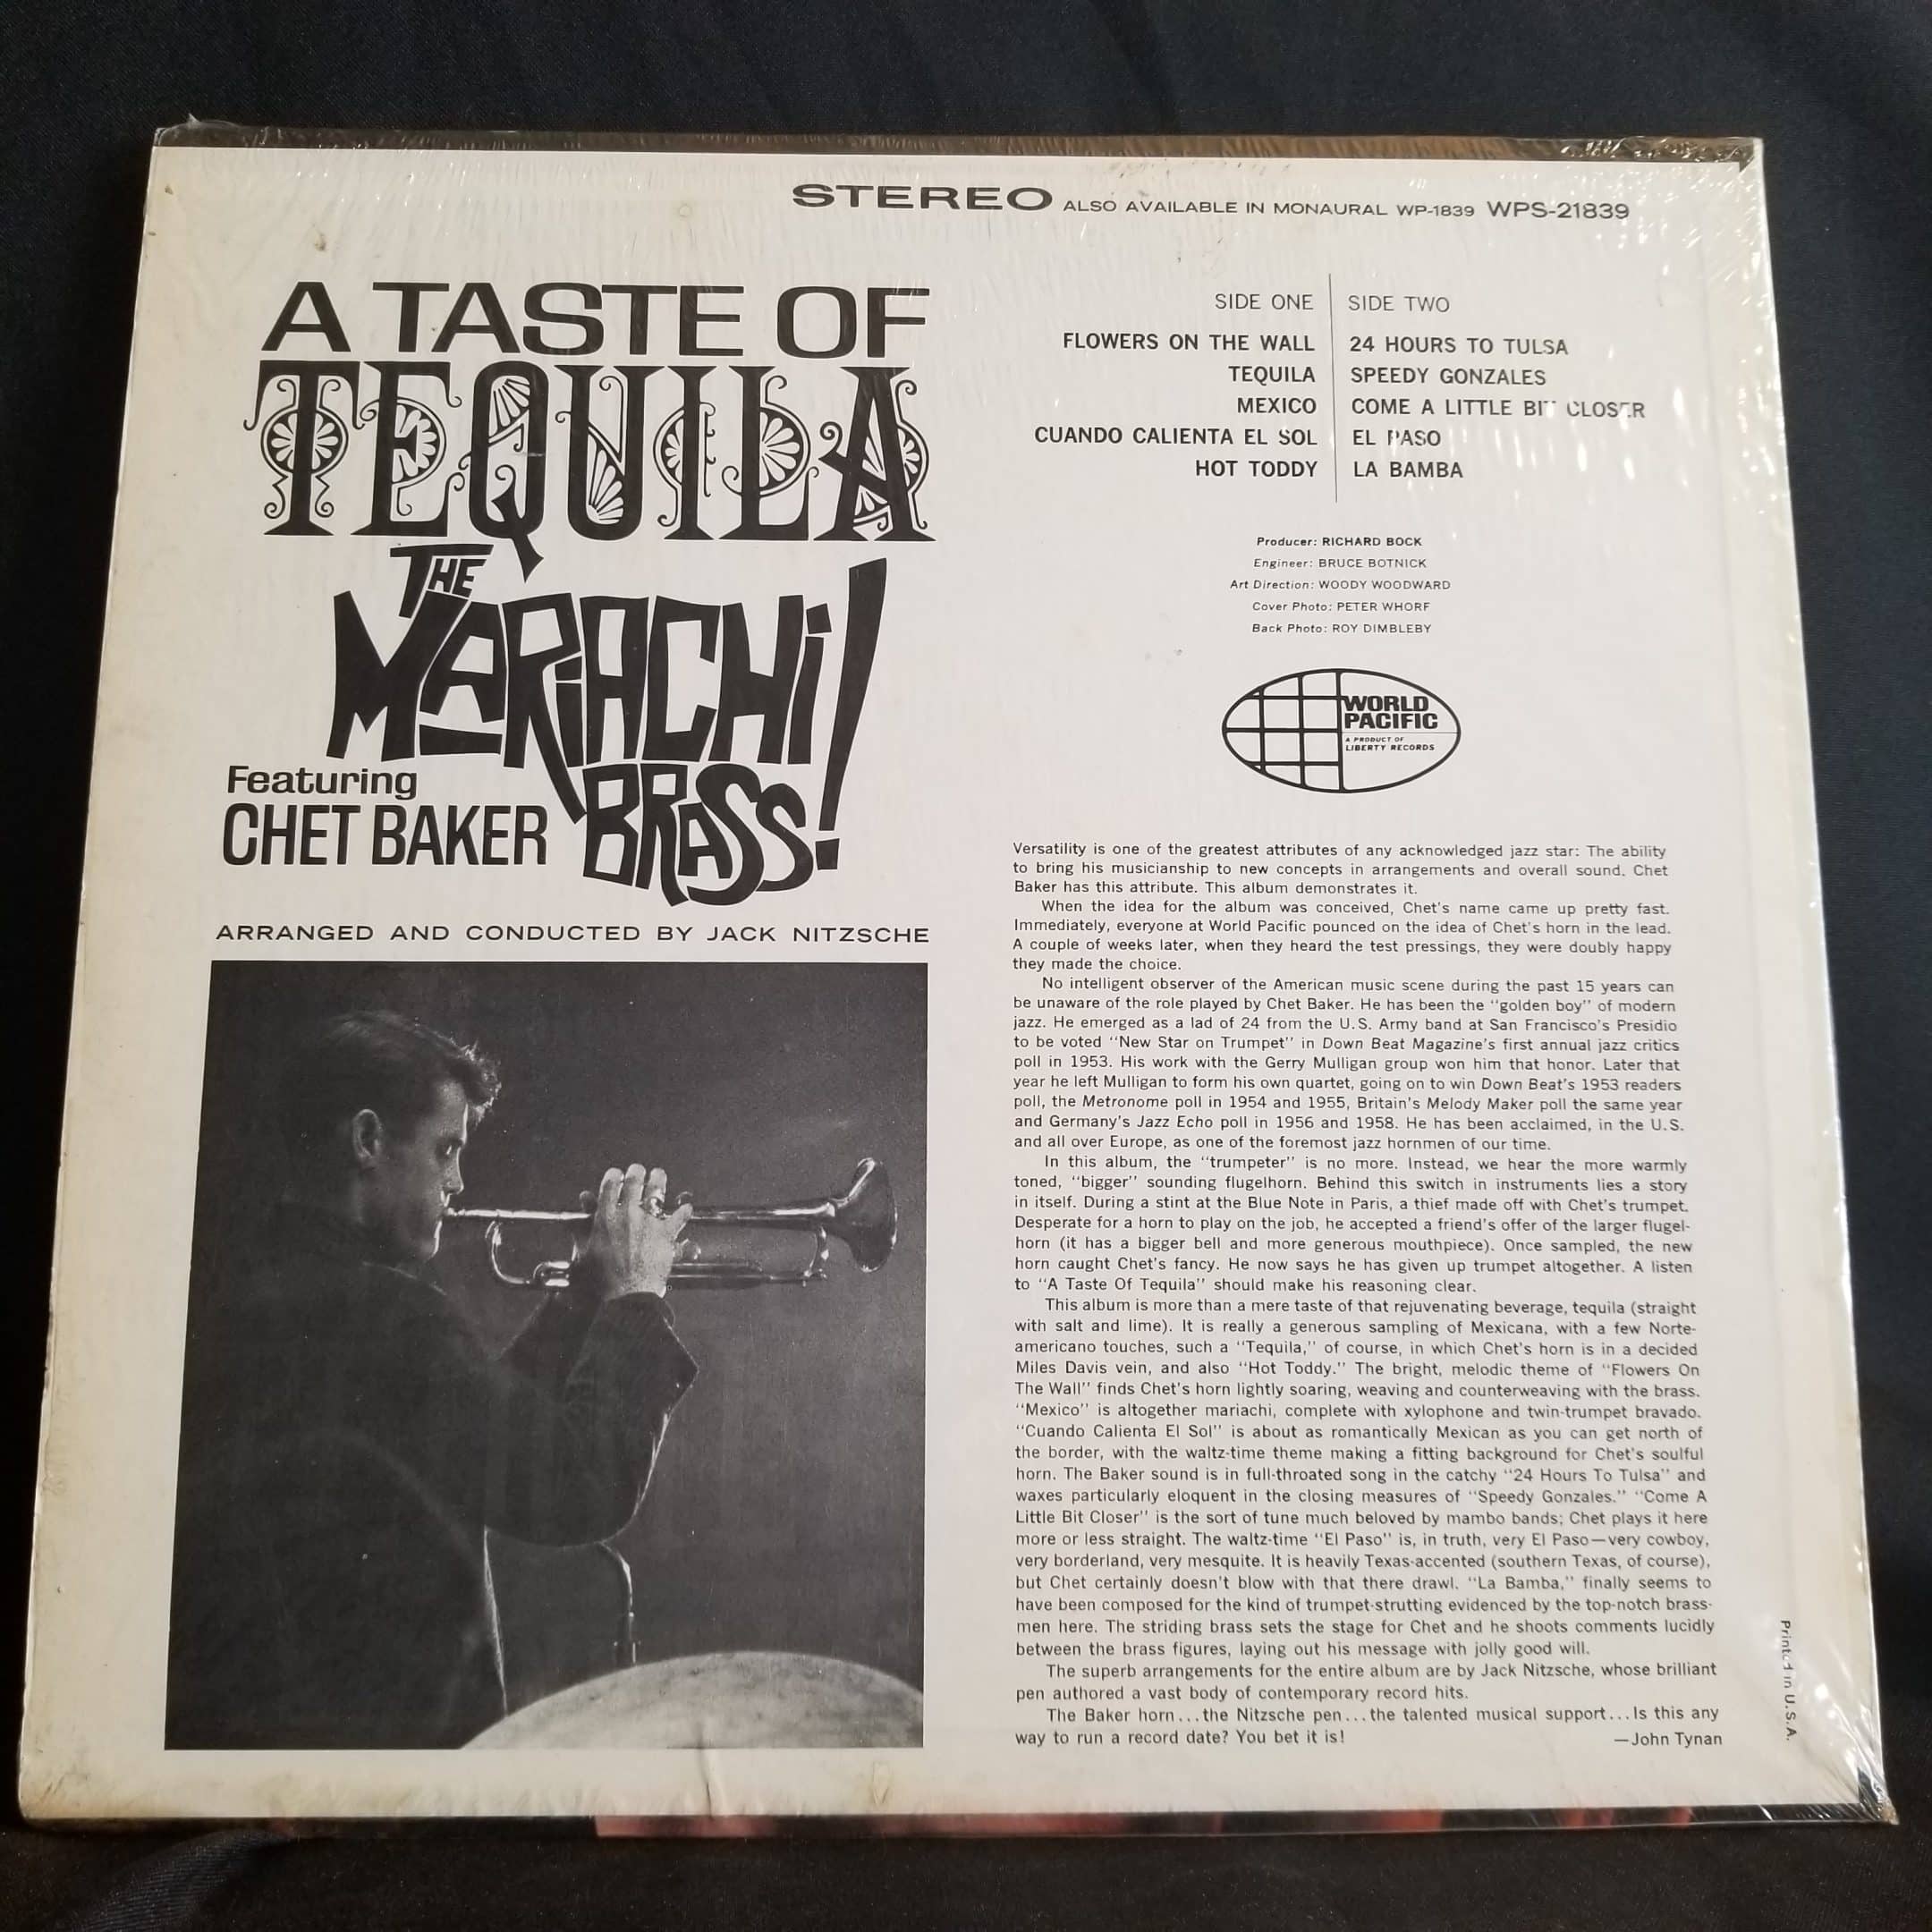 STEREO ALSO AVAILABLE IN MONAURAL WP-1839 WPS-21839
A TASTE OF
TEQUILA
THE
MARIACHI
BRASS!
Featuring
CHET BAKER
ARRANGED AND CONDUCTED BY JACK NITZSCHE
SIDE ONE
FLOWERS ON THE WALL
TEQUILA
MEXICO
CUANDO CALIENTA EL SOL
HOT TODDY
SIDE TWO
24 HOURS TO TULSA
SPEEDY GONZALES
COME A LITTLE BIT CLOSER
EL PASO
LA BAMBA
Producer: RICHARD BOCK
Engineer: BRUCE BOTNICK
Art Direction: WOODY WOODWARD
Cover Photo: PETER WHORF
Back Photo: ROY DIMBLEBY
WORLD
PACIFIC
A PRODUCT OF
LIBERTY RECORDS
Versatility is one of the greatest attributes of any acknowledged jazz star: The ability
to bring his musicianship to new concepts in arrangements and overall sound. Chet
Baker has this attribute. This album demonstrates it.
When the idea for the album was conceived, Chet's name came up pretty fast.
Immediately, everyone at World Pacific pounced on the idea of Chet's horn in the lead.
A couple of weeks later, when they heard the test pressings, they were doubly happy
they made the choice.
No intelligent observer of the American music scene during the past 15 years can
be unaware of the role played by Chet Baker. He has been the "golden boy" of modern
jazz. He emerged as a lad of 24 from the U.S. Army band at San Francisco's Presidio
to be voted "New Star on Trumpet" in Down Beat Magazine's first annual jazz critics
poll in 1953. His work with the Gerry Mulligan group won him that honor. Later that
year he left Mulligan to form his own quartet, going on to win Down Beat's 1953 readers
poll, the Metronome poll in 1954 and 1955, Britain's Melody Maker poll the same year
and Germany's Jazz Echo poll in 1956 and 1958. He has been acclaimed, in the U.S.
and all over Europe, as one of the foremost jazz hornmen of our time.
In this album, the "trumpeter" is no more. Instead, we hear the more warmly
toned, "bigger" sounding flugelhorn. Behind this switch in instruments lies a story
in itself. During a stint at the Blue Note in Paris, a thief made off with Chet's trumpet.
Desperate for a horn to play on the job, he accepted a friend's offer of the larger flugel-
horn (it has a bigger bell and more generous mouthpiece). Once sampled, the new
horn caught Chet's fancy. He now says he has given up trumpet altogether. A listen
to "A Taste Of Tequila" should make his reasoning clear.
This album is more than a mere taste of that rejuvenating beverage, tequila (straight
with salt and lime). It is really a generous sampling of Mexicana, with a few Norte-
americano touches, such a "Tequila," of course, in which Chet's horn is in a decided
Miles Davis vein, and also "Hot Toddy." The bright, melodic theme of "Flowers On
The Wall" finds Chet's horn lightly soaring, weaving and counterweaving with the brass.
"Mexico" is altogether mariachi, complete with xylophone and twin-trumpet bravado.
"Cuando Calienta El Sol" is about as romantically Mexican as you can get north of
the border, with the waltz-time theme making a fitting background for Chet's soulful
horn. The Baker sound is in full-throated song in the catchy "24 Hours To Tulsa" and
waxes particularly eloquent in the closing measures of "Speedy Gonzales." "Come A
Little Bit Closer" is the sort of tune much beloved by mambo bands; Chet plays it here
more or less straight. The waltz-time "El Paso" is, in truth, very El Paso—very cowboy,
very borderland, very mesquite. It is heavily Texas-accented (southern Texas, of course),
but Chet certainly doesn't blow with that there drawl. "La Bamba," finally seems to
have been composed for the kind of trumpet-strutting evidenced by the top-notch brass-
men here. The striding brass sets the stage for Chet and he shoots comments lucidly
between the brass figures, laying out his message with jolly good will.
The superb arrangements for the entire album are by Jack Nitzsche, whose brilliant
pen authored a vast body of contemporary record hits.
The Baker horn...the Nitzsche pen...the talented musical support...Is this any
way to run a record date? You bet it is!
—John Tynan
Printed in U.S.A.